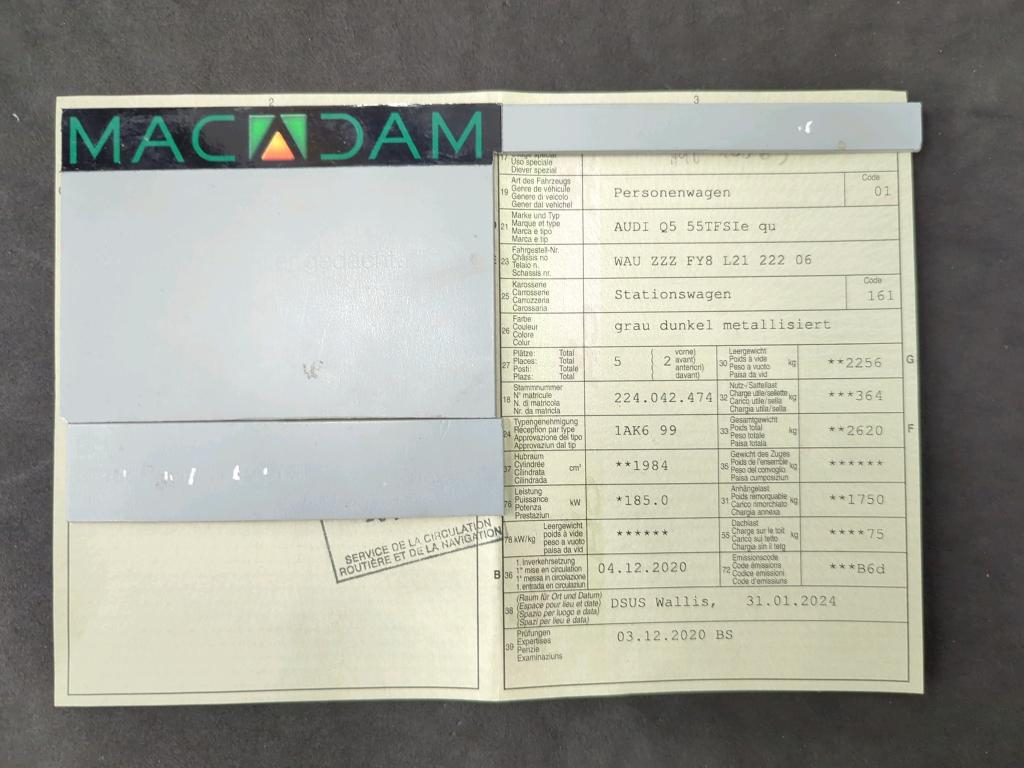 2
3
MACADAM
17
Uso speciale
Diever spezial
19
Art des Fahrzeugs
Genre de véhicule
Genere di veicolo
Gener dal vehichel
Personenwagen
Code
01
21
Marke und Typ
Marque et type
Marca e tipo
Marca e tip
AUDI Q5 55TFSIe qu
23
Fahrgestell-Nr.
Châssis no
Telaio n.
Schassis nr.
WAU ZZZ FY8 L21 222 06
25
Karosserie
Carrosserie
Carrozzeria
Carossaria
Stationswagen
Code
161
26
Farbe
Couleur
Colore
Colur
grau dunkel metallisiert
27
Plätze: Total
Places: Total
Posti: Totale
Plazs: Total
5
2
vorne)
avant)
anteriori)
davant)
30
Leergewicht
Poids à vide
Peso a vuoto
Paisa da vid
kg
**2256
G
18
Stammnummer
N° matricule
N. di matricola
Nr. da matricla
224.042.474
32
Nutz-/Sattellast
Charge utile/sellette
Carico utile/sella
Chargia utila/sella
kg
***364
24
Typengenehmigung
Réception par type
Approvazione del tipo
Approvaziun dal tip
1AK6 99
33
Gesamtgewicht
Poids total
Peso totale
Paisa totala
kg
**2620
F
37
Hubraum
Cylindrée
Cilindrata
Cilindrada
cm³
**1984
35
Gewicht des Zuges
Poids de l'ensemble
Peso del convoglio
Paisa cumposiziun
kg
******
76
Leistung
Puissance
Potenza
Prestaziun
kW
*185.0
31
Anhängelast
Poids remorquable
Carico rimorchiato
Chargia annexa
kg
**1750
78 kW/kg
Leergewicht
poids à vide
peso a vuoto
paisa da vid
******
55
Dachlast
Charge sur le toit
Carico sul tetto
Chargia sin il tetg
kg
****75
B
36
1. Inverkehrsetzung
1re mise en circulation
1a messa in circolazione
1. entrada en circulaziun
04.12.2020
72
Emissionscode
Code émissions
Codice emissioni
Code d'emissiuns
***B6d
38
(Raum für Ort und Datum)
(Espace pour lieu et date)
(Spazio per luogo e data)
(Spazi per lieu e data)
DSUS Wallis, 31.01.2024
39
Prüfungen
Expertises
Perizie
Examinaziuns
03.12.2020 BS
SERVICE DE LA CIRCULATION
ROUTIÈRE ET DE LA NAVIGATION